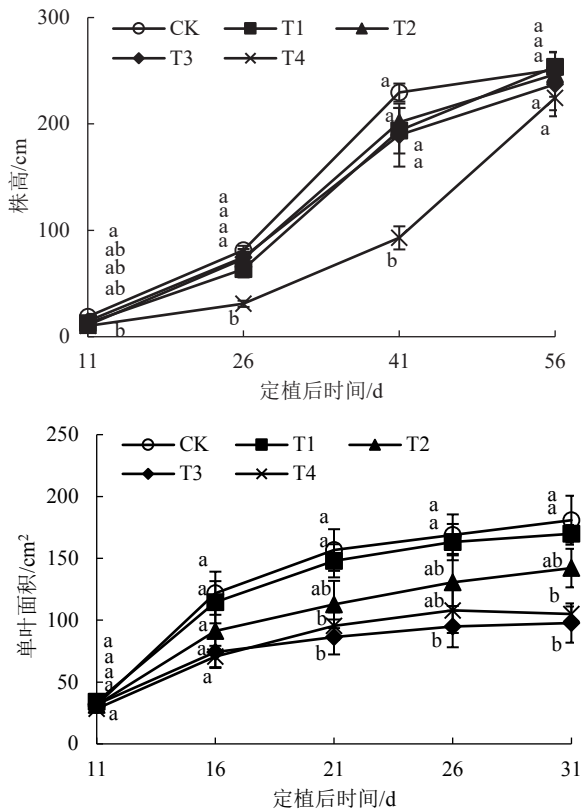 300
CK T1 T2
T3 T4
a
a
a
a
a
a
a
a
200
a
a
株高/cm
a
a
a
a
100
a
ab
ab
ab
b
b
b
0
11 26 41 56
定植后时间/d
250
CK T1 T2
T3 T4
200
a
a
a
a
a
a
a
150
a
ab
单叶面积/cm²
a
ab
ab
100
a
ab
b
a
a
b
b
b
50
a
a
a
a
a
0
11 16 21 26 31
定植后时间/d